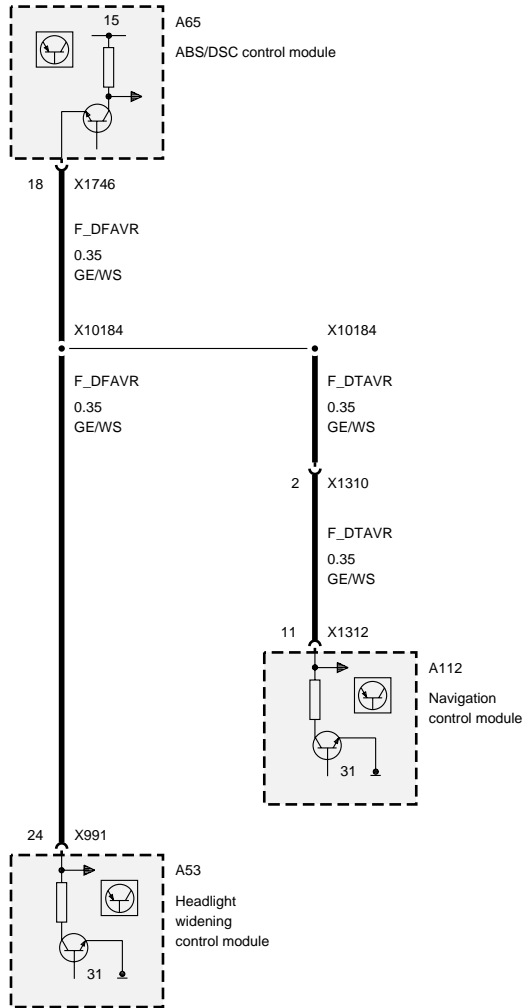 15
A65
ABS/DSC control module
18 X1746
F_DFAVR
0.35
GE/WS
X10184
X10184
F_DFAVR
0.35
GE/WS
F_DTAVR
0.35
GE/WS
2 X1310
F_DTAVR
0.35
GE/WS
11 X1312
A112
Navigation
control module
31
24 X991
A53
Headlight
widening
control module
31